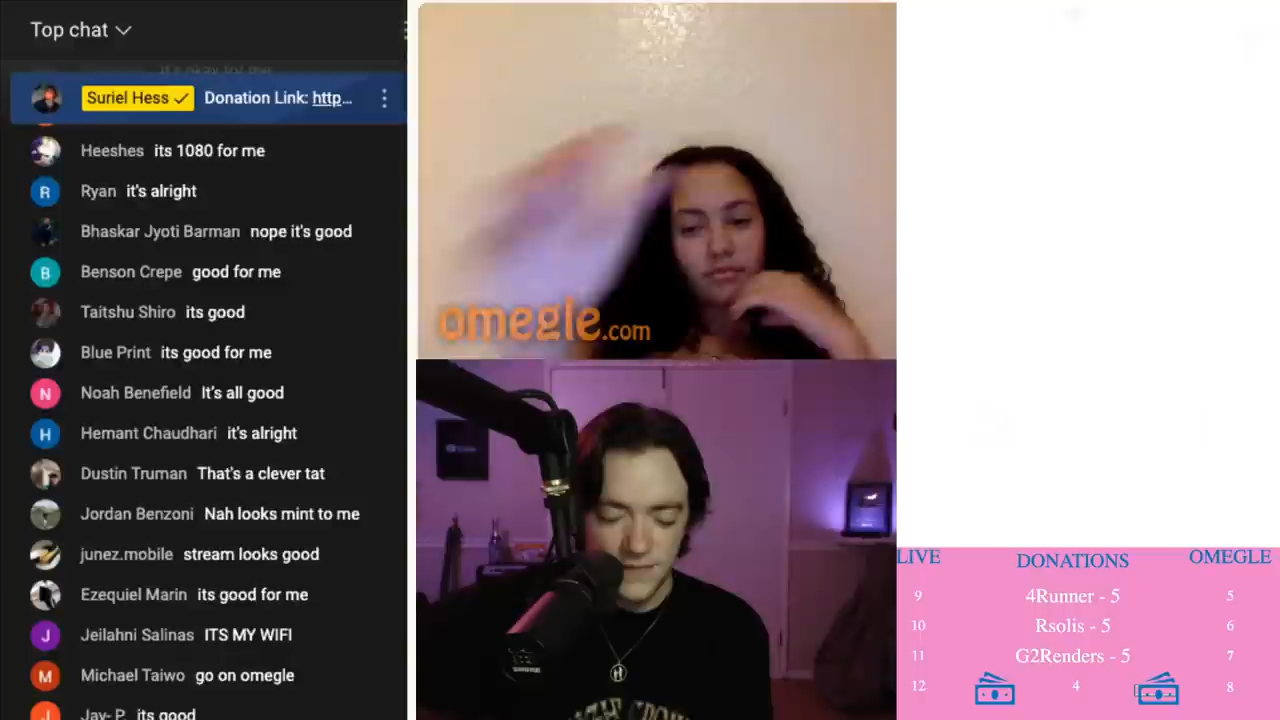 Top chat
it's okay for me
Suriel Hess Donation Link: http...
Heeshes its 1080 for me
Ryan it's alright
Bhaskar Jyoti Barman nope it's good
B Benson Crepe good for me
Taitshu Shiro its good
Blue Print its good for me
N Noah Benefield It's all good
H Hemant Chaudhari it's alright
Dustin Truman That's a clever tat
Jordan Benzoni Nah looks mint to me
junez.mobile stream looks good
Ezequiel Marin its good for me
J Jeilahni Salinas ITS MY WIFI
M Michael Taiwo go on omegle
J Jay- P its good
omegle.com
LIVE DONATIONS OMEGLE
9 4Runner - 5 5
10 Rsolis - 5 6
11 G2Renders - 5 7
12 4 8